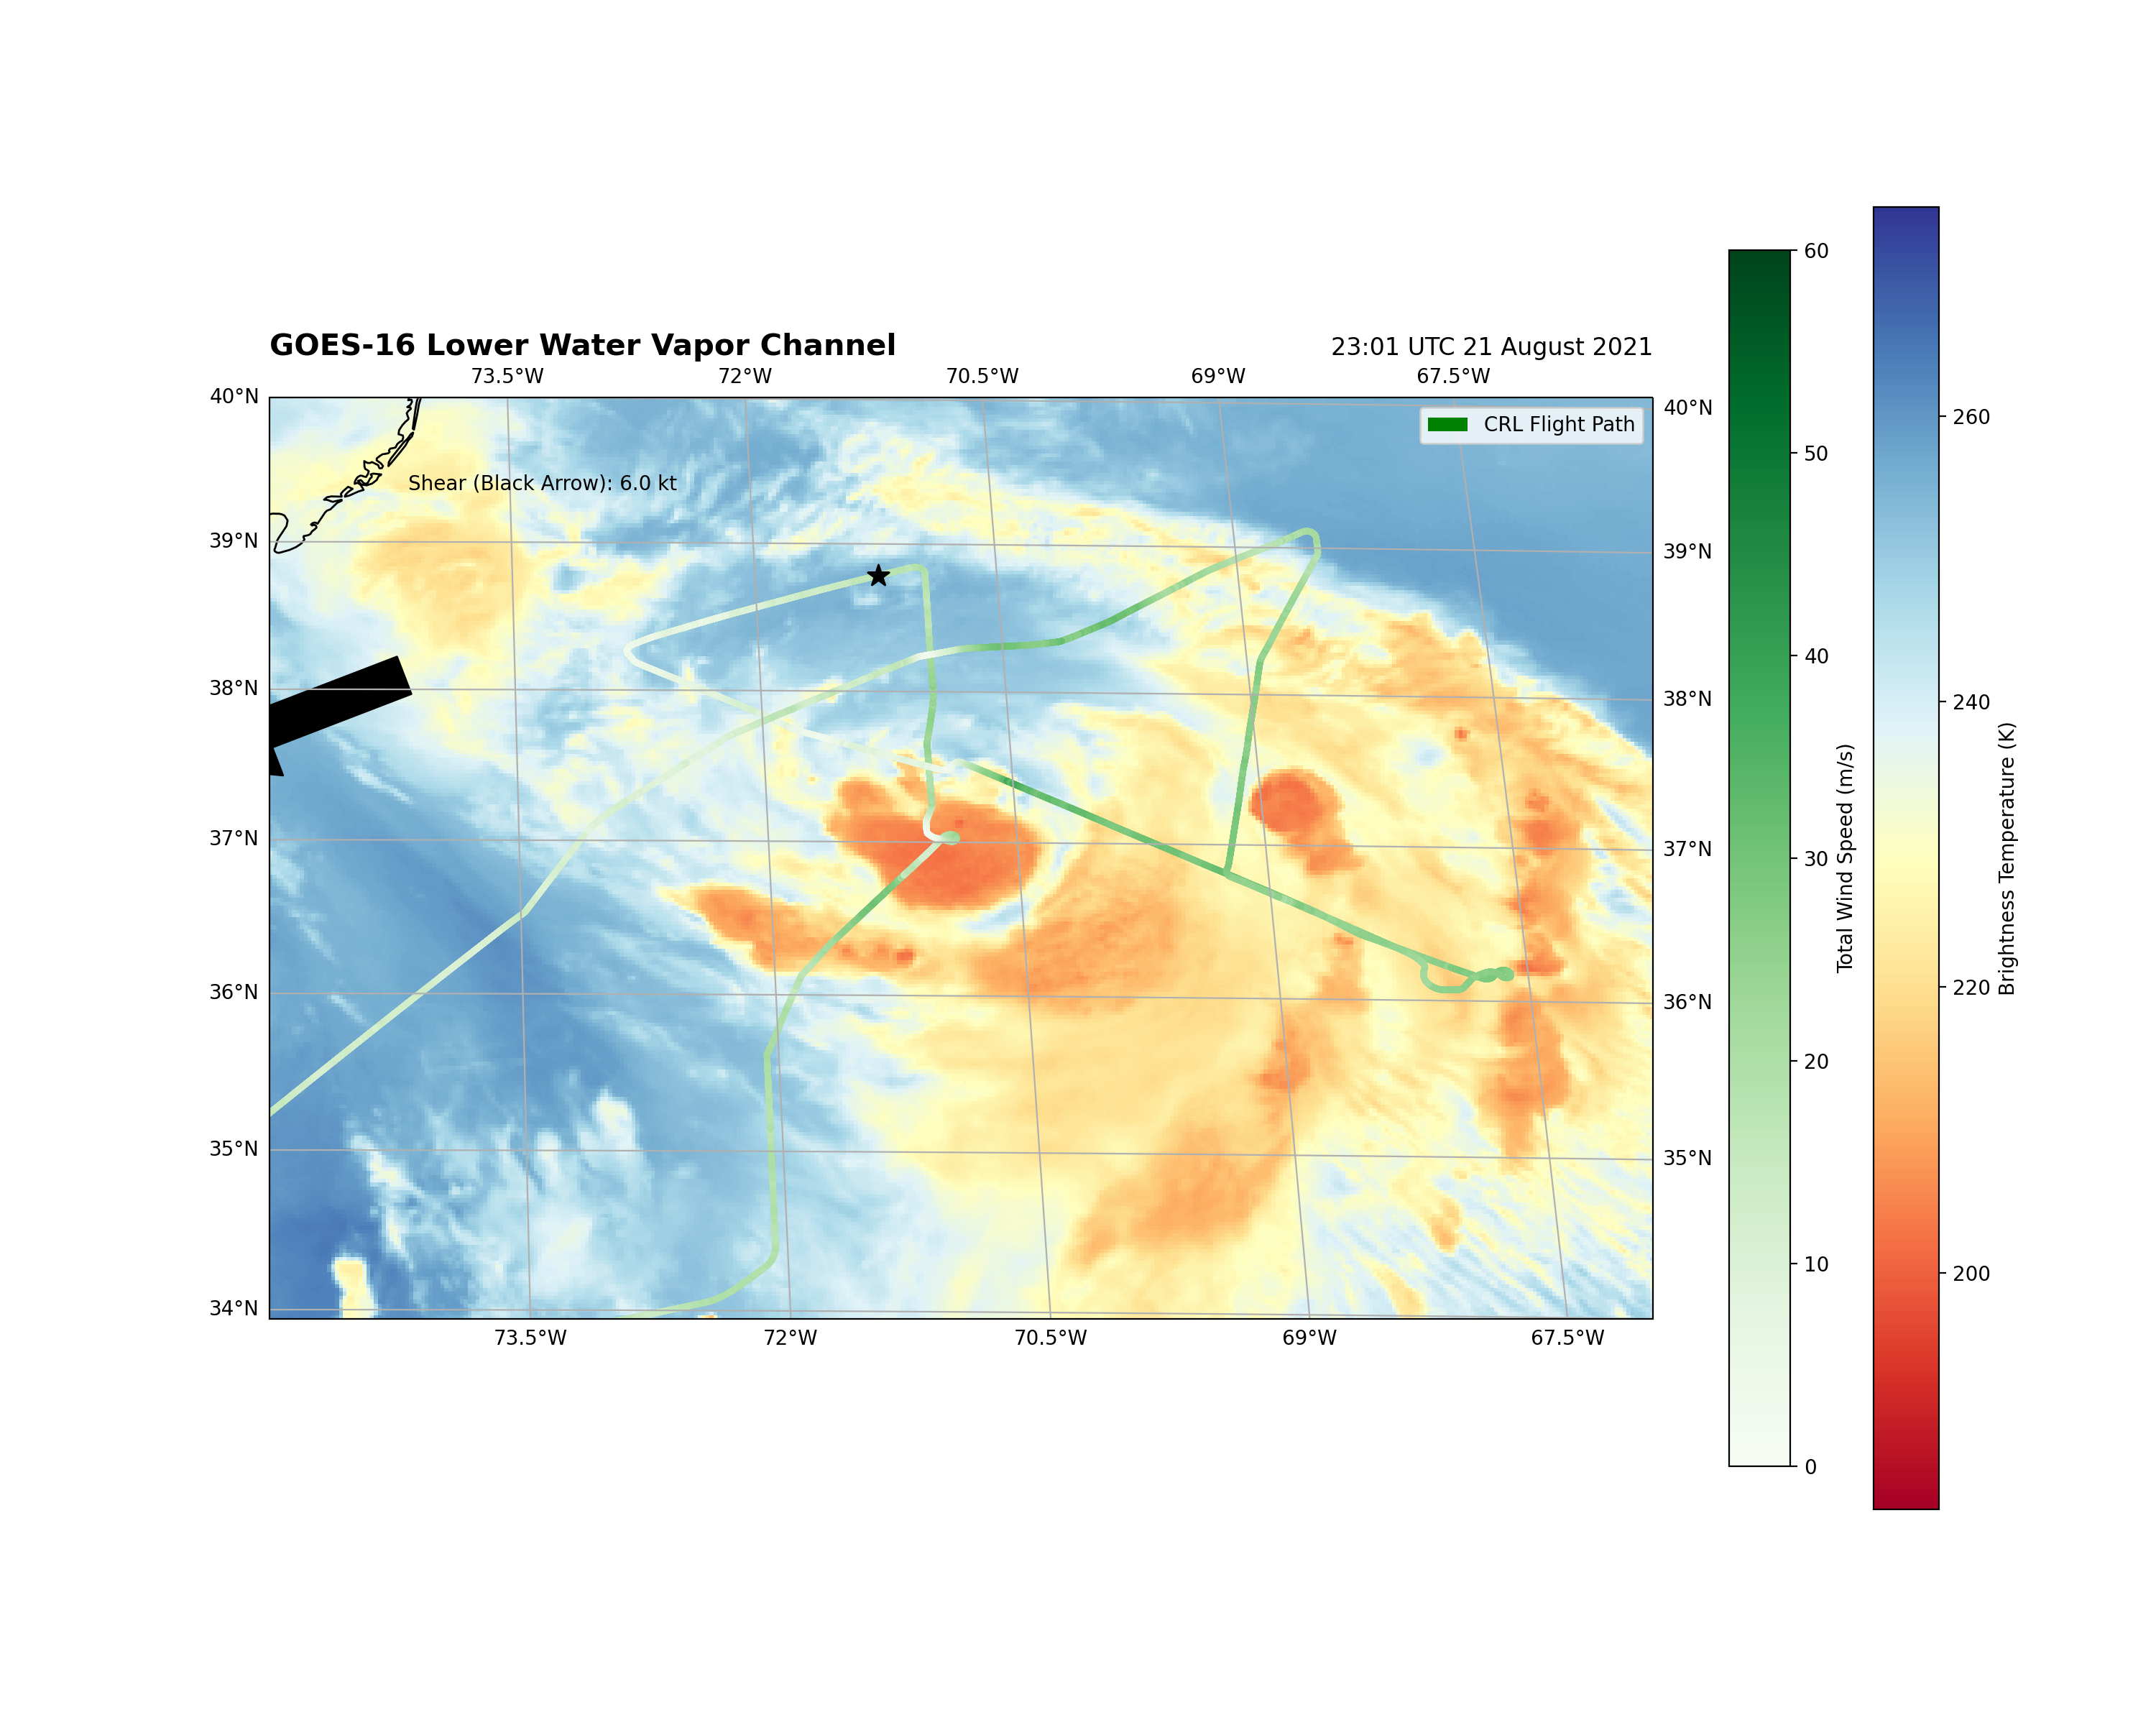 GOES-16 Lower Water Vapor Channel
23:01 UTC 21 August 2021
73.5°W 72°W 70.5°W 69°W 67.5°W
40°N
40°N
CRL Flight Path
Shear (Black Arrow): 6.0 kt
39°N
39°N
38°N
38°N
37°N
37°N
36°N
36°N
35°N
35°N
34°N
73.5°W 72°W 70.5°W 69°W 67.5°W
60
50
40
30
20
10
0
Total Wind Speed (m/s)
260
240
220
200
Brightness Temperature (K)